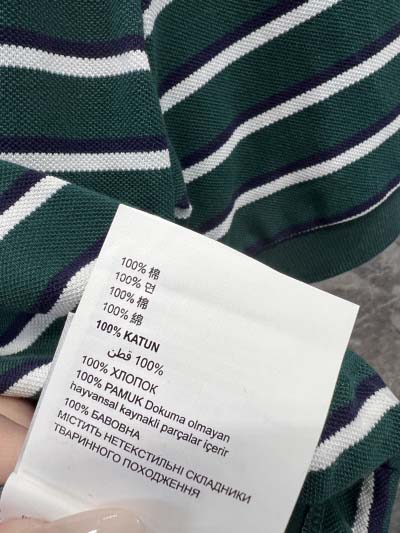 100% 棉
100% 면
100% 棉
100% 綿
100% KATUN
100% قطن
100% ХЛОПОК
100% PAMUK Dokuma olmayan
hayvansal kaynakli parçalar içerir
100% БАВОВНА
МІСТИТЬ НЕТЕКСТИЛЬНІ СКЛАДНИКИ
ТВАРИННОГО ПОХОДЖЕННЯ